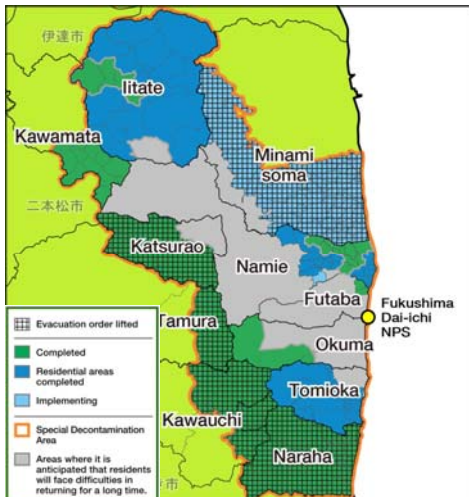 伊達市
Iitate
Kawamata
Minami
soma
二本松市
Katsurao
Namie
Futaba
Fukushima
Dai-ichi
NPS
Tamura
Okuma
Tomioka
Kawauchi
Naraha
Evacuation order lifted
Completed
Residential areas
completed
Implementing
Special Decontamination
Area
Areas where it is
anticipated that residents
will face difficulties in
returning for a long time.
市